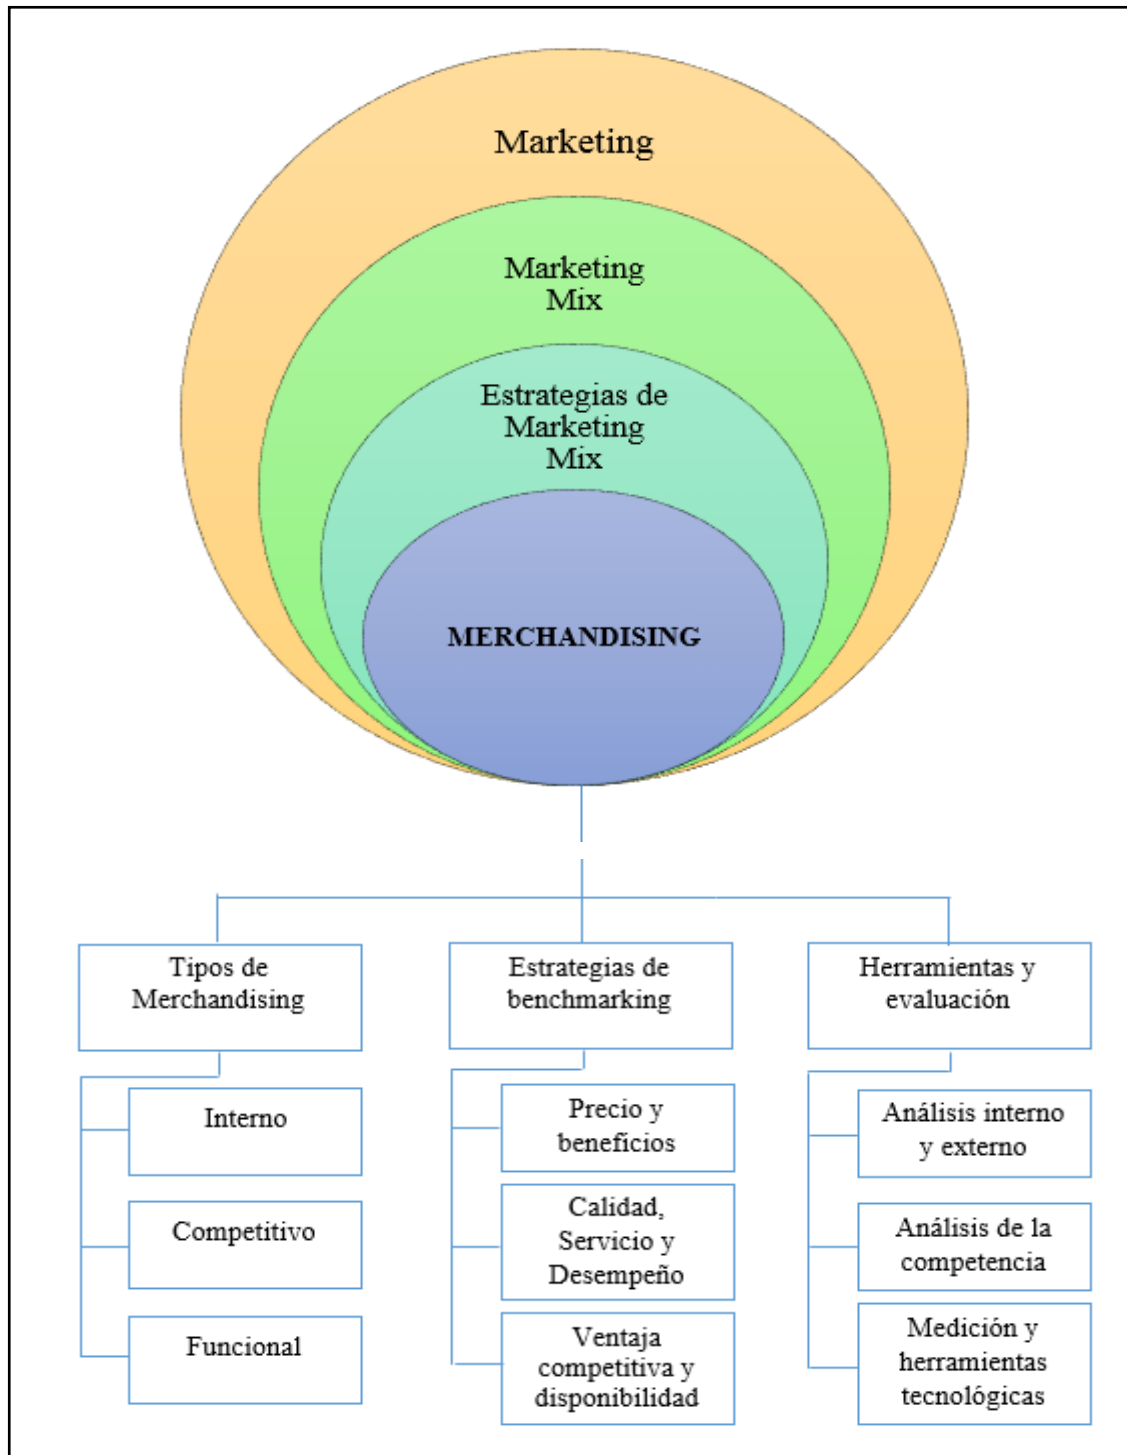 Marketing
Marketing
Mix
Estrategias de
Marketing
Mix
MERCHANDISING
Tipos de
Merchandising
Interno
Competitivo
Funcional
Estrategias de
benchmarking
Precio y
beneficios
Calidad,
Servicio y
Desempeño
Ventaja
competitiva y
disponibilidad
Herramientas y
evaluación
Análisis interno
y externo
Análisis de la
competencia
Medición y
herramientas
tecnológicas